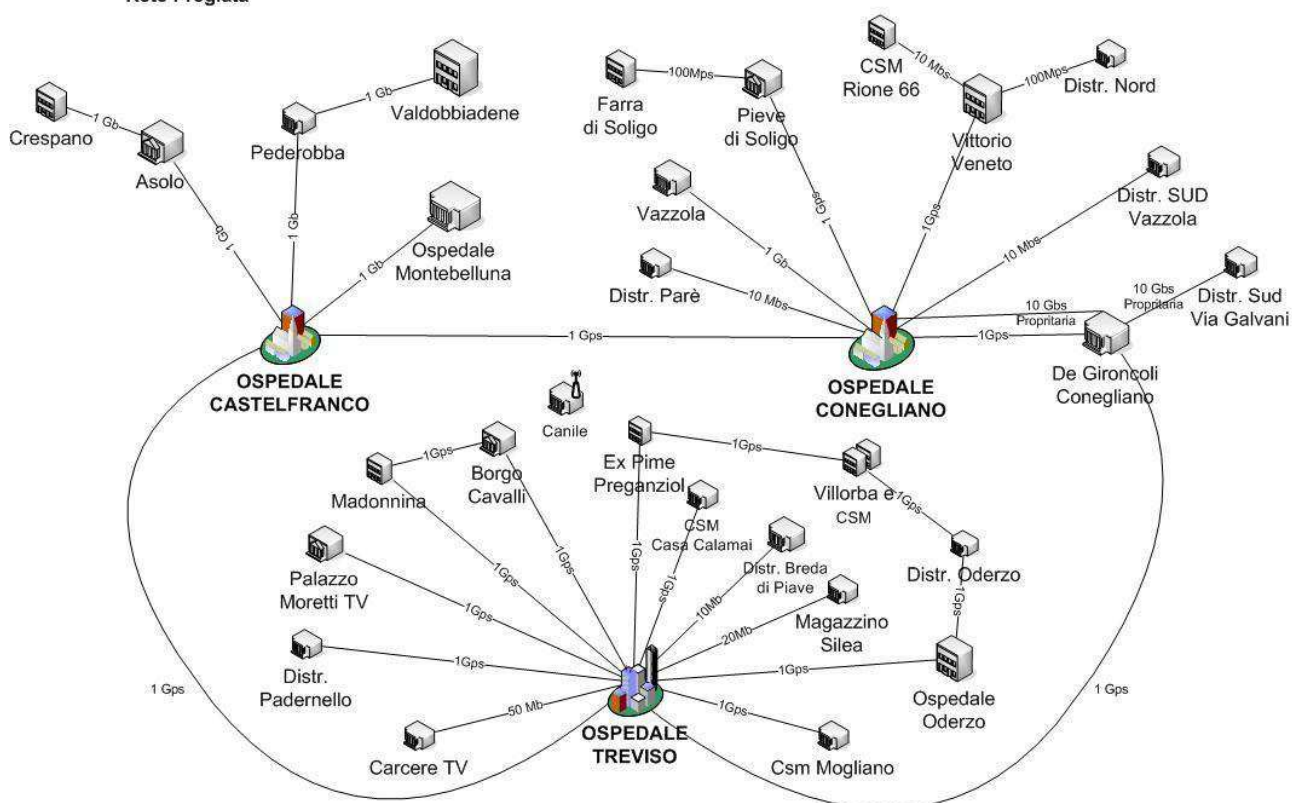 Rete Pregiata
Crespano
1 Gb
Asolo
1 Gb
Pederobba
1 Gb
Valdobbiadene
1 Gb
Ospedale
Montebelluna
1 Gb
Farra
di Soligo
100Mps
Pieve
di Soligo
1 Gps
CSM
Rione 66
10 Mbs
Vittorio
Veneto
100Mps
Distr. Nord
1Gps
Vazzola
1 Gb
Distr. Parè
10 Mbs
Distr. SUD
Vazzola
10 Mbs
10 Gbs
Propritaria
10 Gbs
Propritaria
Distr. Sud
Via Galvani
1 Gps
1Gps
De Gironcoli
Conegliano
OSPEDALE
CASTELFRANCO
OSPEDALE
CONEGLIANO
Canile
Madonnina
1Gps
Borgo
Cavalli
Ex Pime
Preganziol
1Gps
Villorba e
CSM
1Gps
CSM
Casa Calamai
Distr. Breda
di Piave
Distr. Oderzo
Palazzo
Moretti TV
1Gps
1Gps
1Gps
1Gps
1Gps
10Mb
1Gps
Magazzino
Silea
20Mb
Distr.
Padernello
1Gps
1Gps
Ospedale
Oderzo
1 Gps
1 Gps
Carcere TV
50 Mb
OSPEDALE
TREVISO
1Gps
Csm Mogliano